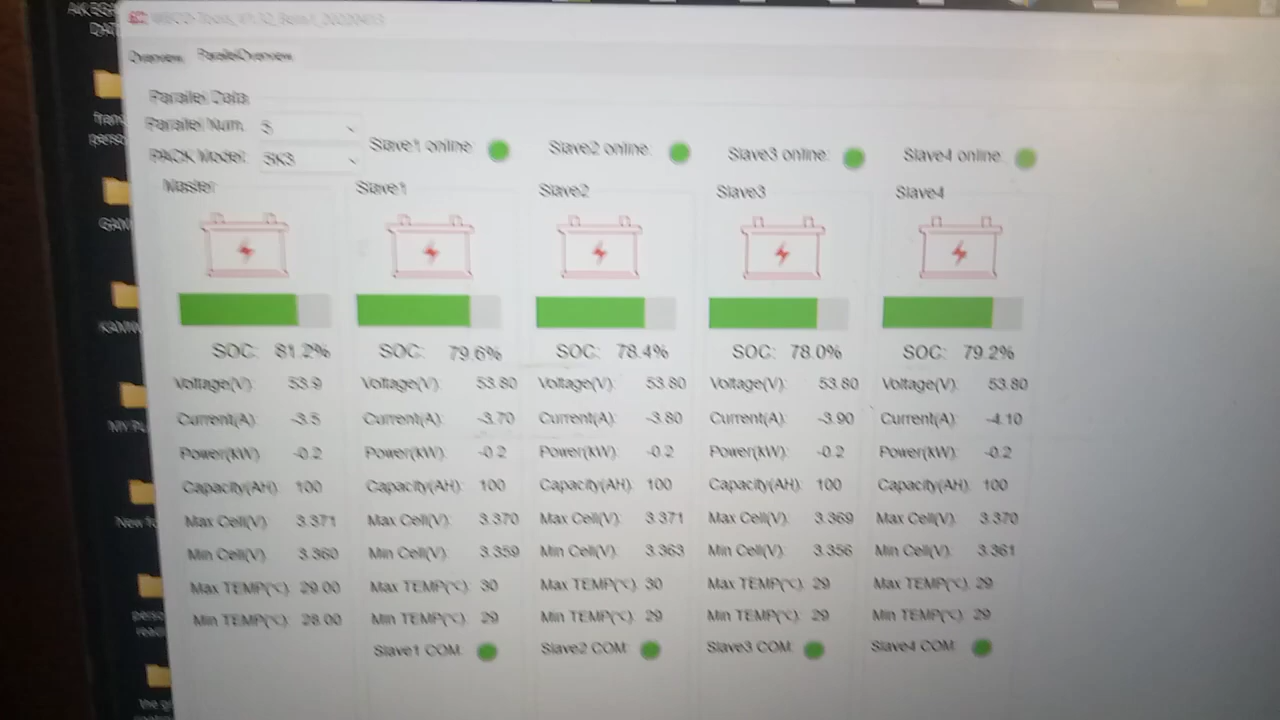 Overview ParallelOverview
Parallel Data
Parallel Num: 5
PACK Model: 5K3
Slave1 online: Slave2 online: Slave3 online: Slave4 online:
Master Slave1 Slave2 Slave3 Slave4
SOC: 81.2% SOC: 79.6% SOC: 78.4% SOC: 78.0% SOC: 79.2%
Voltage(V): 53.9 Voltage(V): 53.80 Voltage(V): 53.80 Voltage(V): 53.80 Voltage(V): 53.80
Current(A): -3.5 Current(A): -3.70 Current(A): -3.80 Current(A): -3.90 Current(A): -4.10
Power(kW): -0.2 Power(kW): -0.2 Power(kW): -0.2 Power(kW): -0.2 Power(kW): -0.2
Capacity(AH): 100 Capacity(AH): 100 Capacity(AH): 100 Capacity(AH): 100 Capacity(AH): 100
Max Cell(V): 3.371 Max Cell(V): 3.370 Max Cell(V): 3.371 Max Cell(V): 3.369 Max Cell(V): 3.370
Min Cell(V): 3.360 Min Cell(V): 3.359 Min Cell(V): 3.363 Min Cell(V): 3.356 Min Cell(V): 3.361
Max TEMP(℃): 29.00 Max TEMP(℃): 30 Max TEMP(℃): 30 Max TEMP(℃): 29 Max TEMP(℃): 29
Min TEMP(℃): 28.00 Min TEMP(℃): 29 Min TEMP(℃): 29 Min TEMP(℃): 29 Min TEMP(℃): 29
Slave1 COM: Slave2 COM: Slave3 COM: Slave4 COM: